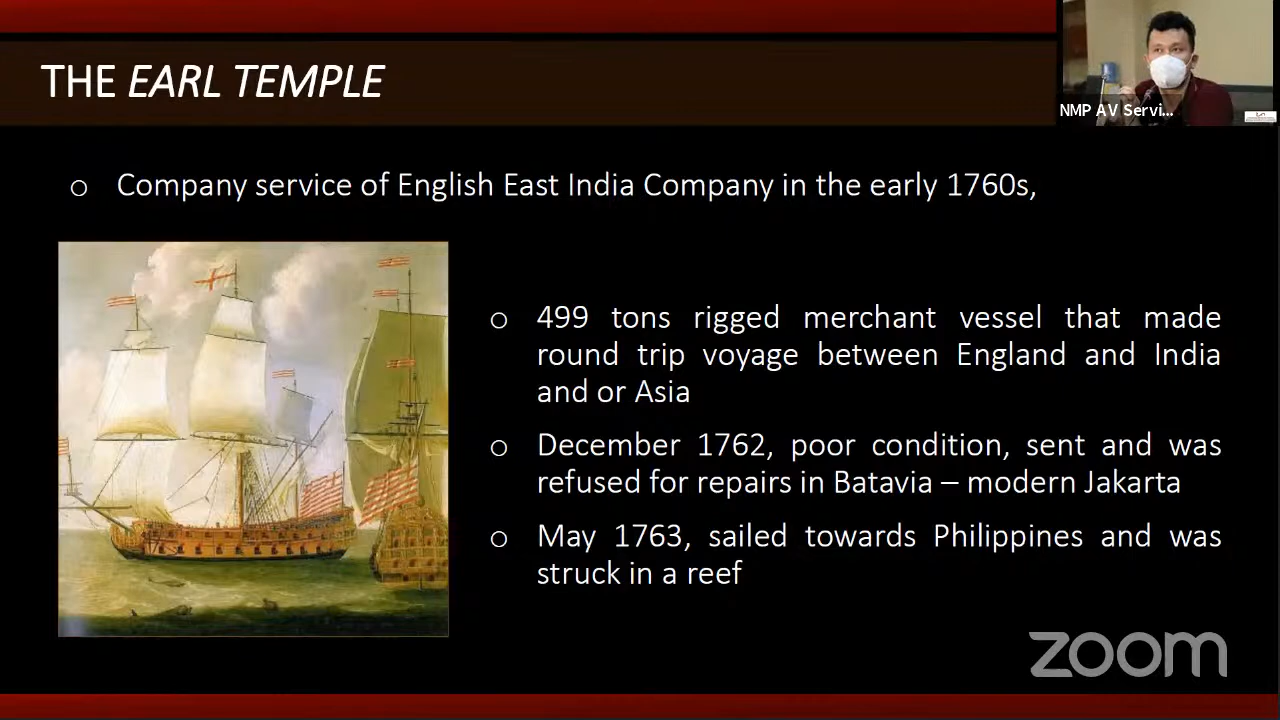 THE EARL TEMPLE
NMP AV Servi...
o Company service of English East India Company in the early 1760s,
o 499 tons rigged merchant vessel that made
round trip voyage between England and India
and or Asia
o December 1762, poor condition, sent and was
refused for repairs in Batavia – modern Jakarta
o May 1763, sailed towards Philippines and was
struck in a reef
zoom